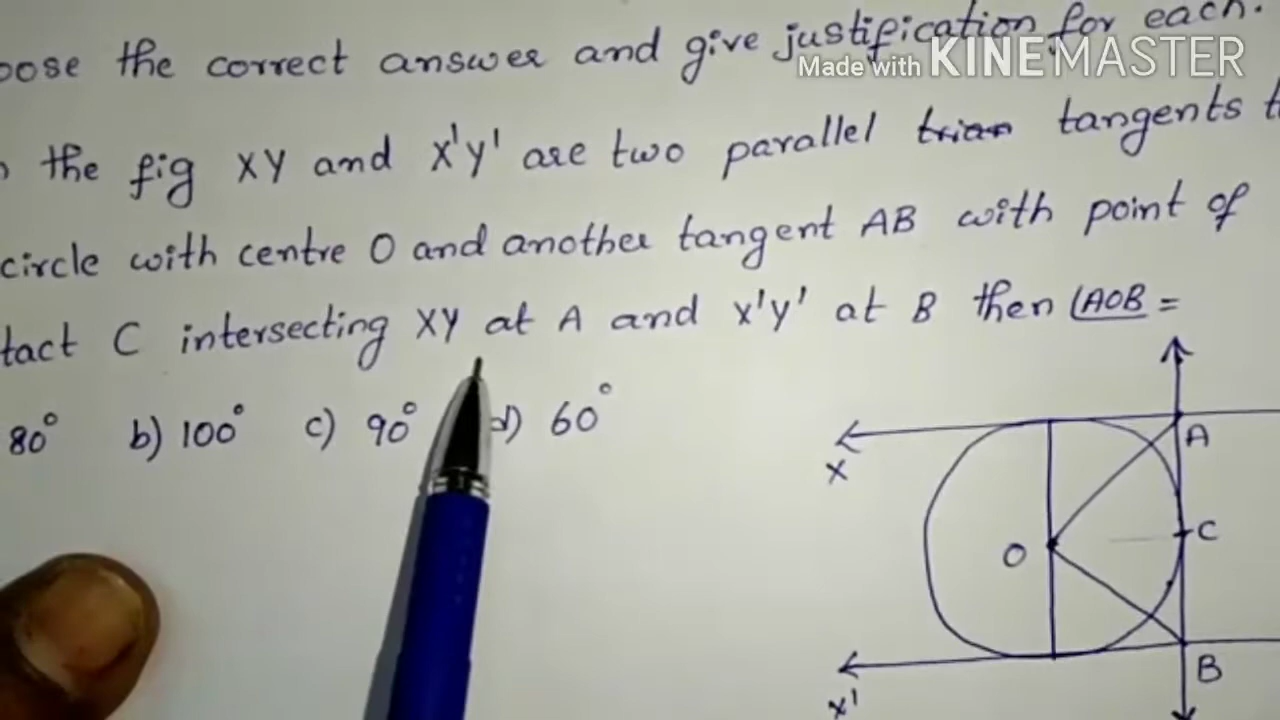 oose the correct answer and give justification for each.
Made with KINEMASTER
the fig XY and X'Y' are two parallel tangents t
circle with centre O and another tangent AB with point of
tact C intersecting XY at A and X'Y' at B then ∠AOB =
80° b) 100° c) 90° d) 60°
A
X
C
O
B
X'